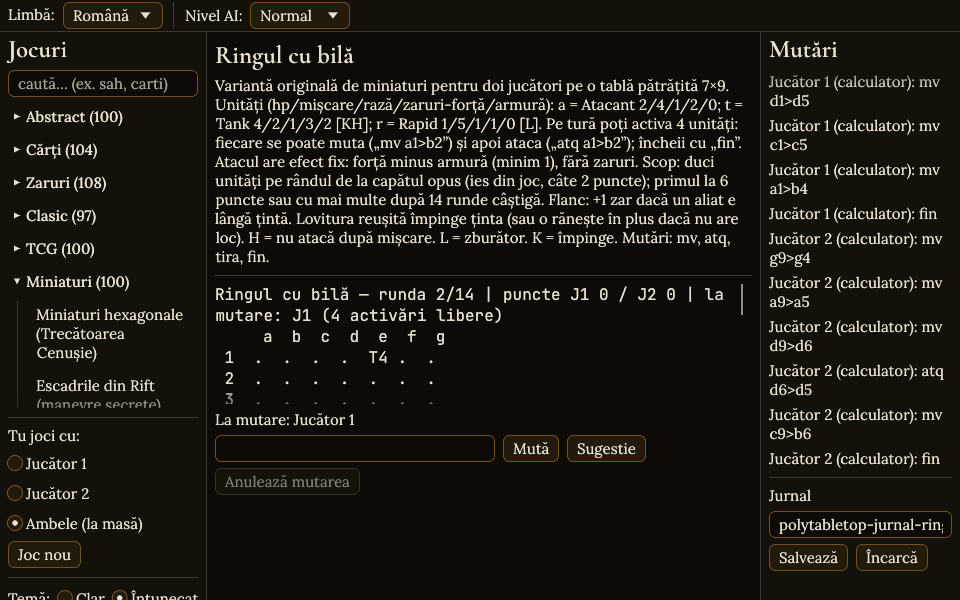 Limbă: Română ▼ Nivel AI: Normal ▼
Jocuri
caută... (ex. sah, carti)
▸ Abstract (100)
▸ Cărți (104)
▸ Zaruri (108)
▸ Clasic (97)
▸ TCG (100)
▾ Miniaturi (100)
Miniaturi hexagonale
(Trecătoarea
Cenușie)
Escadrile din Rift
(manevre secrete)
Tu joci cu:
Jucător 1
Jucător 2
Ambele (la masă)
Joc nou
Temă: Clar Întunecat
Ringul cu bilă
Variantă originală de miniaturi pentru doi jucători pe o tablă pătrățită 7×9.
Unități (hp/mișcare/rază/zaruri-forță/armură): a = Atacant 2/4/1/2/0; t =
Tank 4/2/1/3/2 [KH]; r = Rapid 1/5/1/1/0 [L]. Pe tură poți activa 4 unități:
fiecare se poate muta („mv a1>b2”) și apoi ataca („atq a1>b2”); închei cu „fin”.
Atacul are efect fix: forță minus armură (minim 1), fără zaruri. Scop: duci
unități pe rândul de la capătul opus (ies din joc, câte 2 puncte); primul la 6
puncte sau cu mai multe după 14 runde câștigă. Flanc: +1 zar dacă un aliat e
lângă țintă. Lovitura reușită împinge ținta (sau o rănește în plus dacă nu are
loc). H = nu atacă după mișcare. L = zburător. K = împinge. Mutări: mv, atq,
tira, fin.
Ringul cu bilă — runda 2/14 | puncte J1 0 / J2 0 | la
mutare: J1 (4 activări libere)
a b c d e f g
1 . . . . T4 . .
2 . . . . . . .
3 . . . . . . .
La mutare: Jucător 1
Mută Sugestie
Anulează mutarea
Mutări
Jucător 1 (calculator): mv
d1>d5
Jucător 1 (calculator): mv
c1>c5
Jucător 1 (calculator): mv
a1>b4
Jucător 1 (calculator): fin
Jucător 2 (calculator): mv
g9>g4
Jucător 2 (calculator): mv
a9>a5
Jucător 2 (calculator): mv
d9>d6
Jucător 2 (calculator): atq
d6>d5
Jucător 2 (calculator): mv
c9>b6
Jucător 2 (calculator): fin
Jurnal
polytabletop-jurnal-ring
Salvează Încarcă